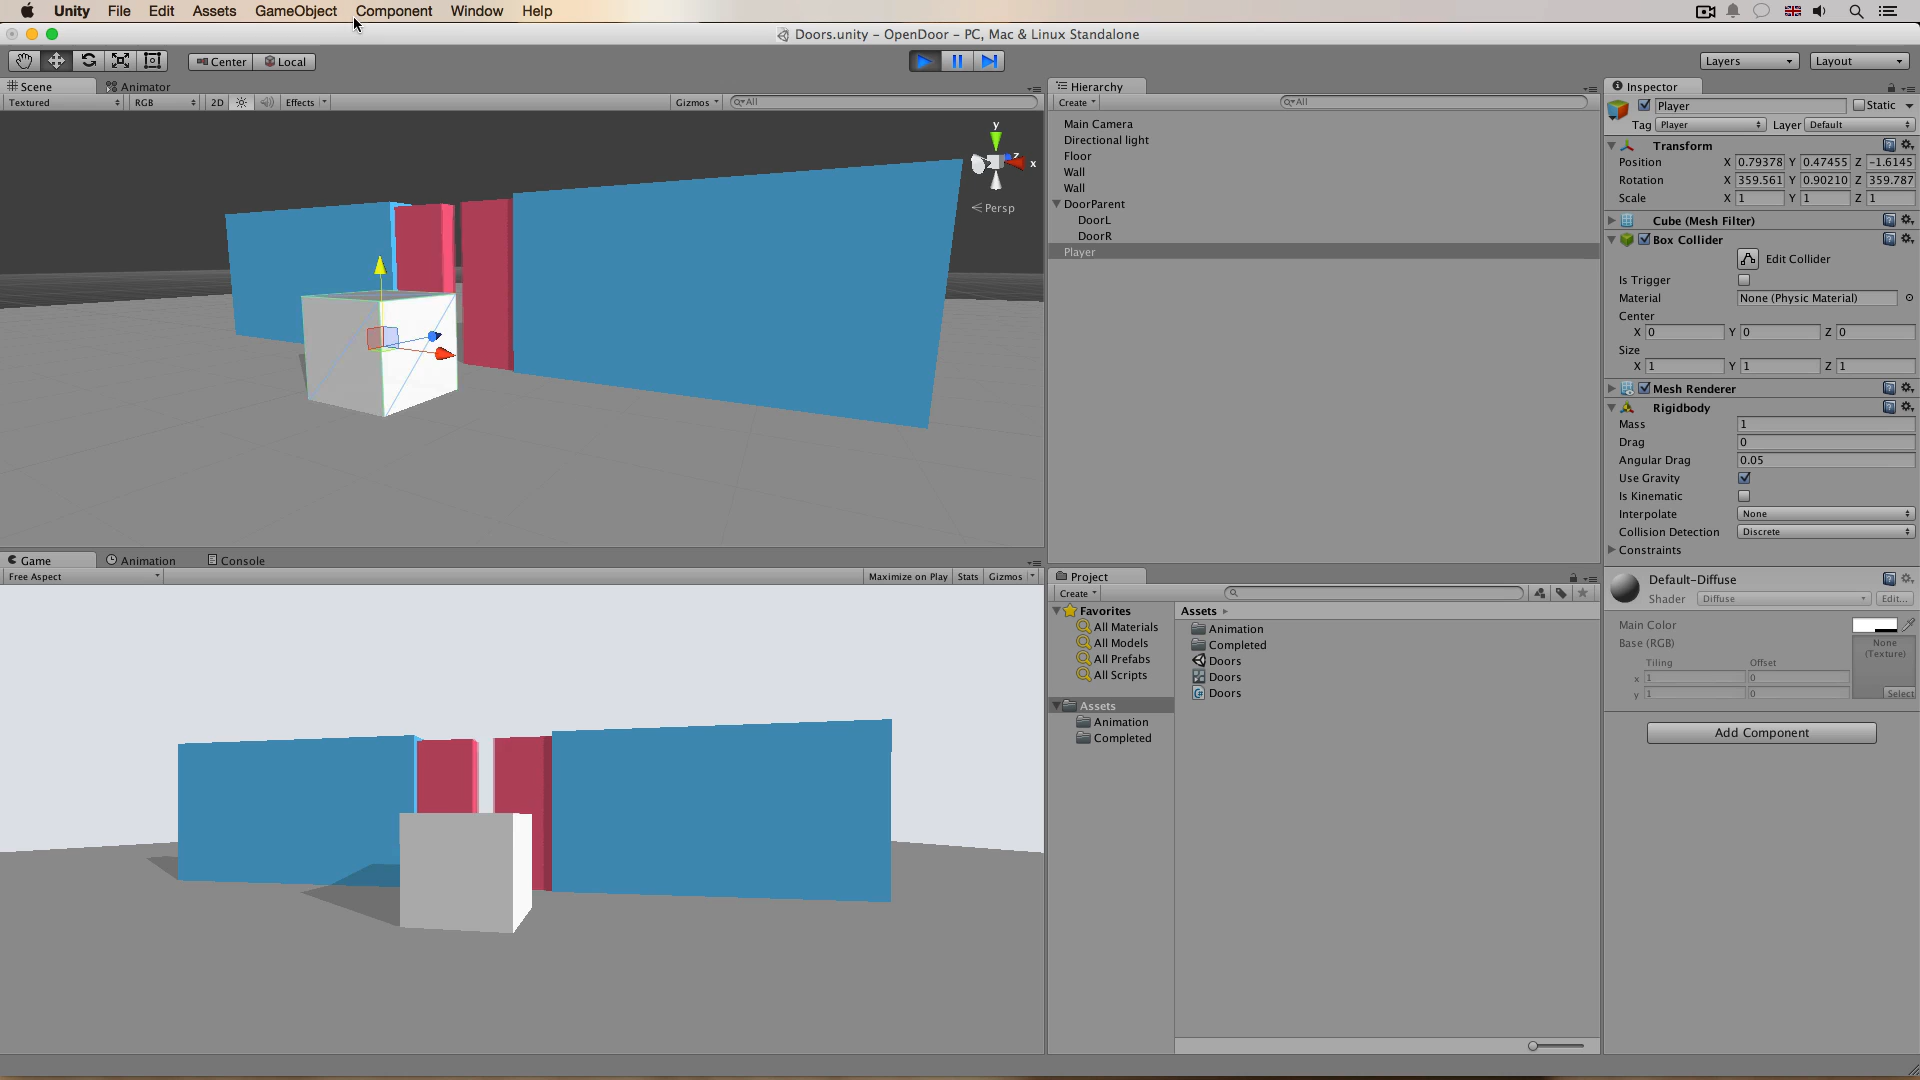 Unity File Edit Assets GameObject Component Window Help
Doors.unity – OpenDoor – PC, Mac & Linux Standalone
Center Local
Layers Layout
Scene Animator
Textured RGB 2D Effects Gizmos All
y
z
x
Persp
Game Animation Console
Free Aspect Maximize on Play Stats Gizmos
Hierarchy
Create All
Main Camera
Directional light
Floor
Wall
Wall
DoorParent
DoorL
DoorR
Player
Project
Create
Favorites
All Materials
All Models
All Prefabs
All Scripts
Assets
Animation
Completed
Assets
Animation
Completed
Doors
Doors
Doors
Inspector
Player Static
Tag Player Layer Default
Transform
Position X 0.79378 Y 0.47455 Z -1.6145
Rotation X 359.561 Y 0.90210 Z 359.787
Scale X 1 Y 1 Z 1
Cube (Mesh Filter)
Box Collider
Edit Collider
Is Trigger
Material None (Physic Material)
Center
X 0 Y 0 Z 0
Size
X 1 Y 1 Z 1
Mesh Renderer
Rigidbody
Mass 1
Drag 0
Angular Drag 0.05
Use Gravity
Is Kinematic
Interpolate None
Collision Detection Discrete
Constraints
Default-Diffuse
Shader Diffuse Edit...
Main Color
Base (RGB) None
(Texture)
Tiling Offset
x 1 0
y 1 0
Select
Add Component